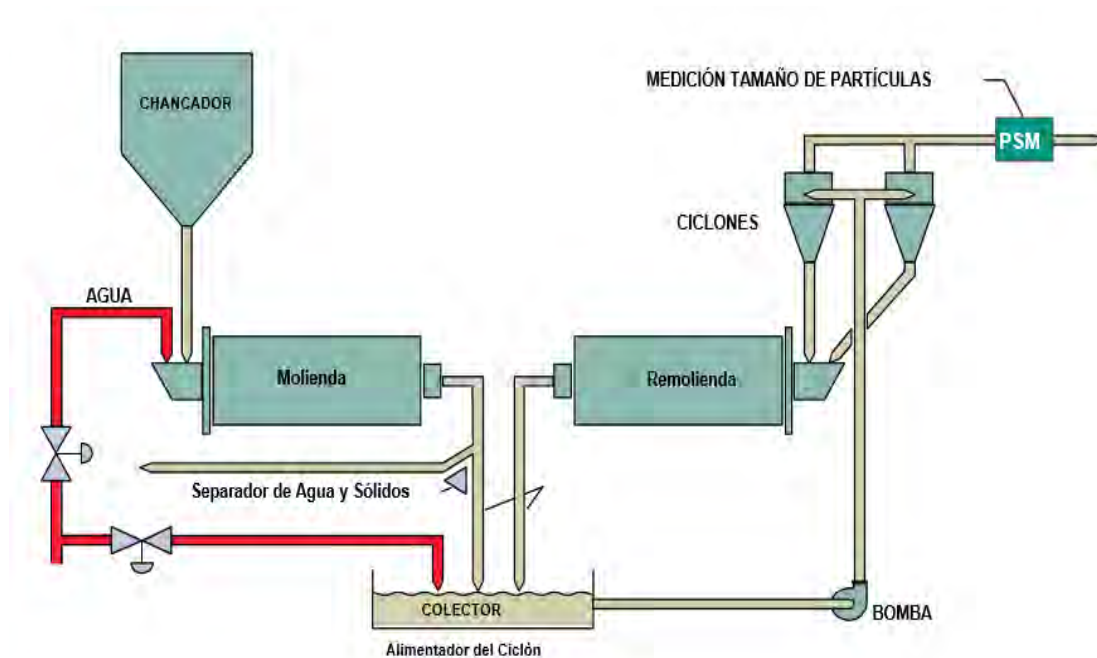 MEDICIÓN TAMAÑO DE PARTÍCULAS
CHANCADOR
PSM
CICLONES
AGUA
Molienda
Remolienda
Separador de Agua y Sólidos
COLECTOR
BOMBA
Alimentador del Ciclón